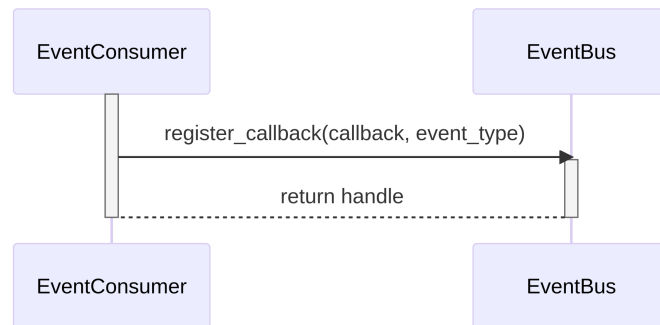 EventConsumer
EventBus
register_callback(callback, event_type)
return handle
EventConsumer
EventBus